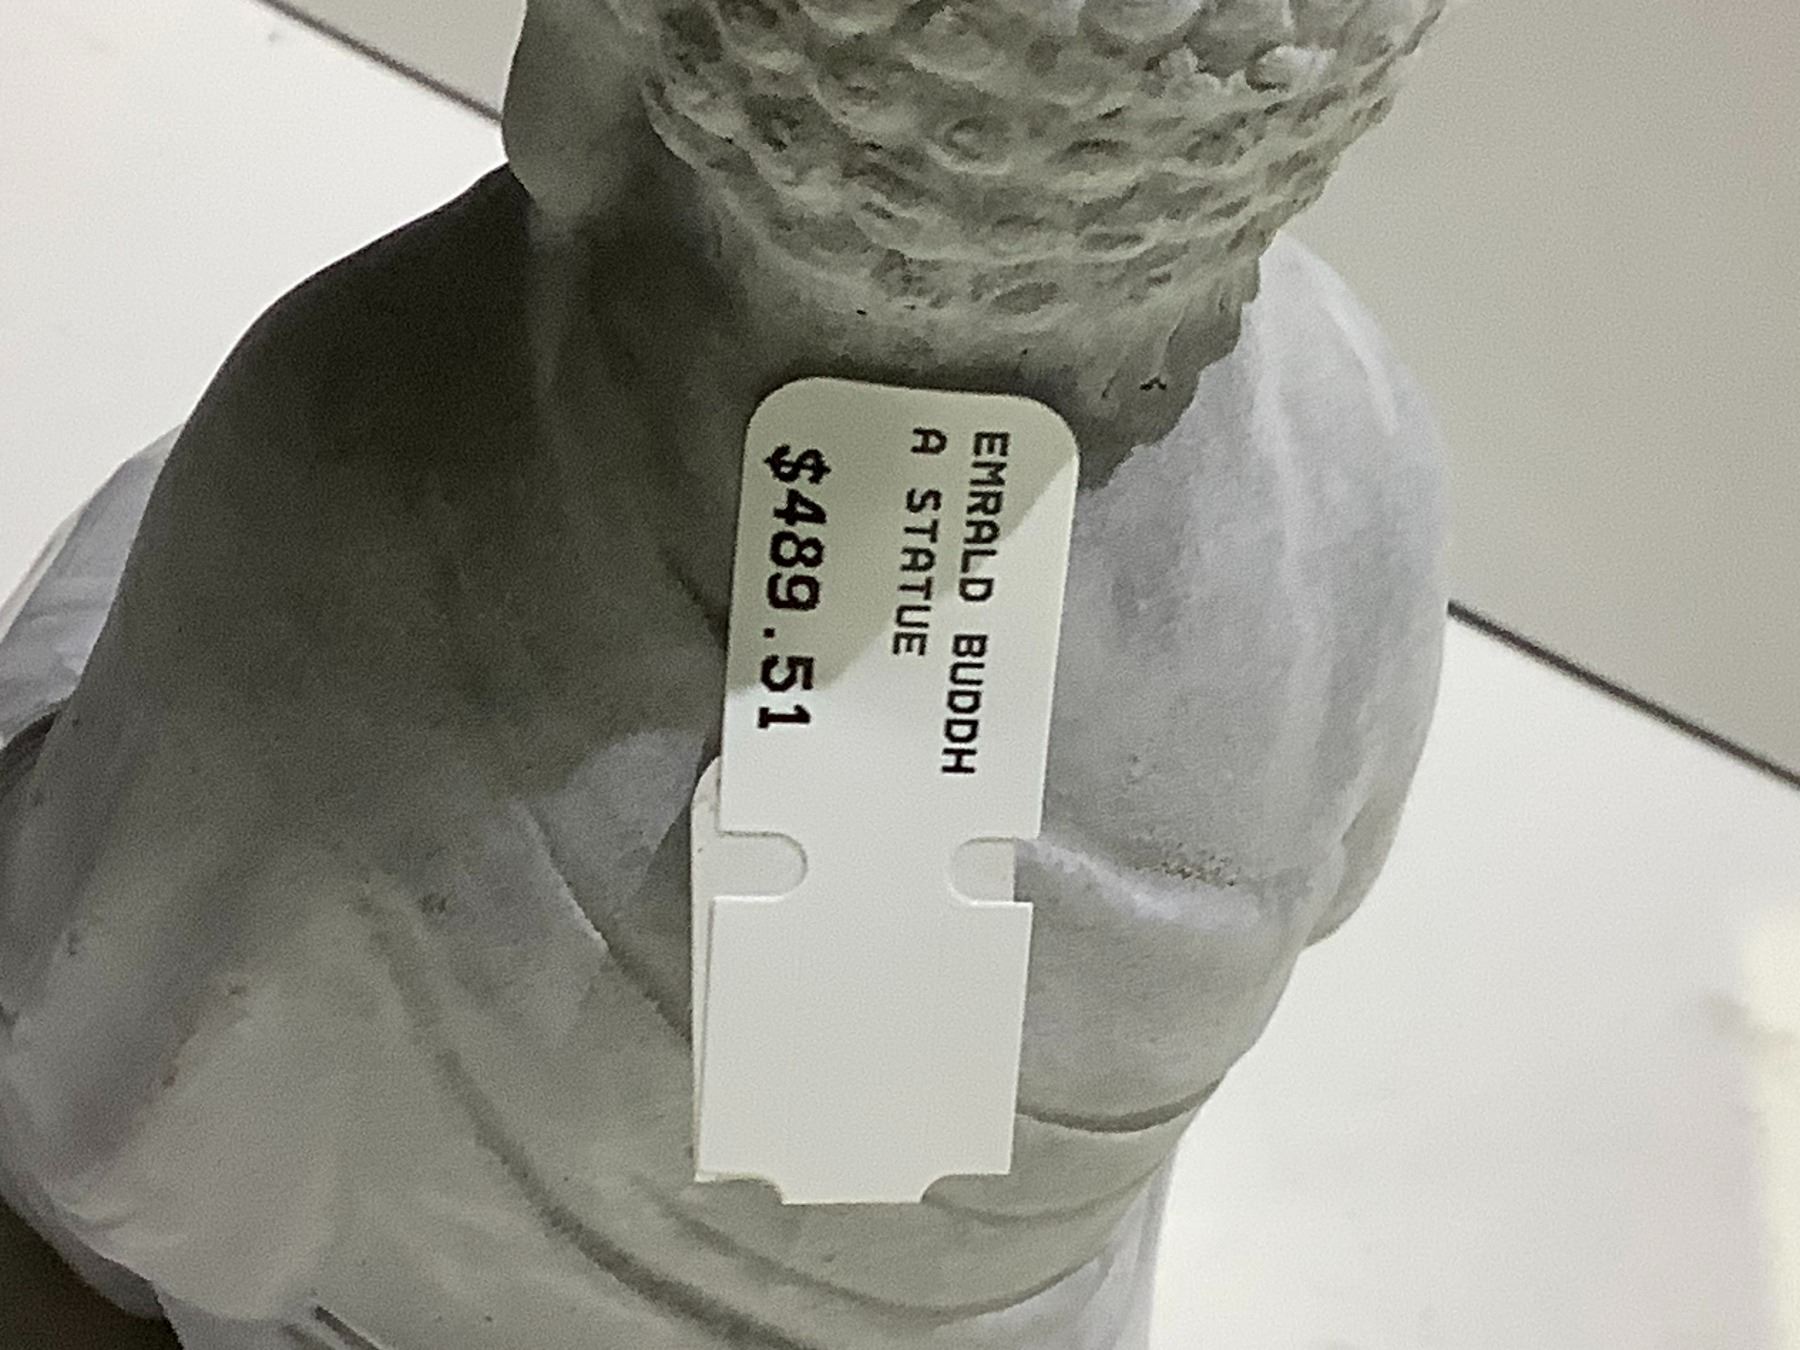 EMRALD BUDDH
A STATUE
$489.51